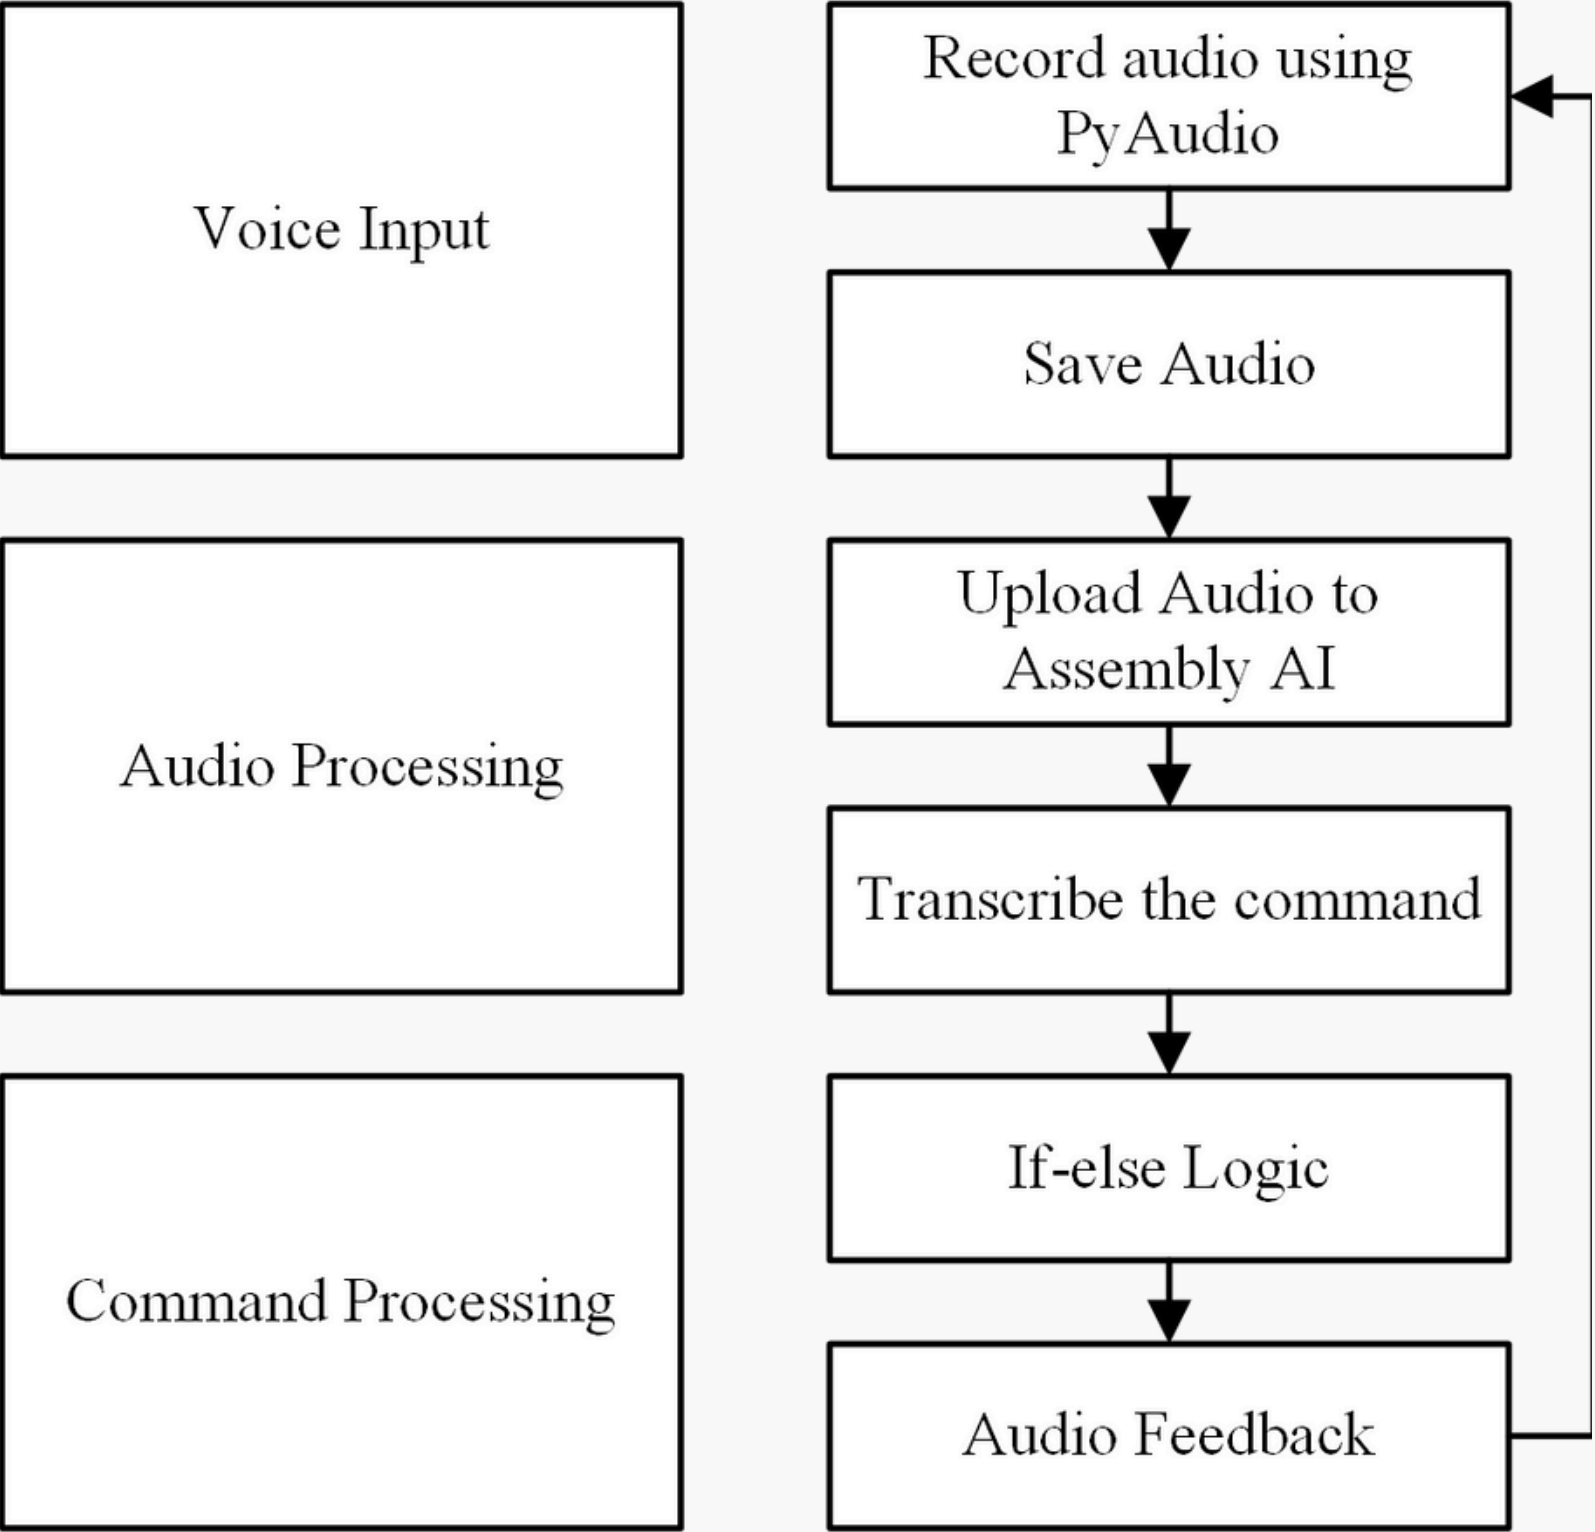 Voice Input
Record audio using
PyAudio
Save Audio
Audio Processing
Upload Audio to
Assembly AI
Transcribe the command
Command Processing
If-else Logic
Audio Feedback